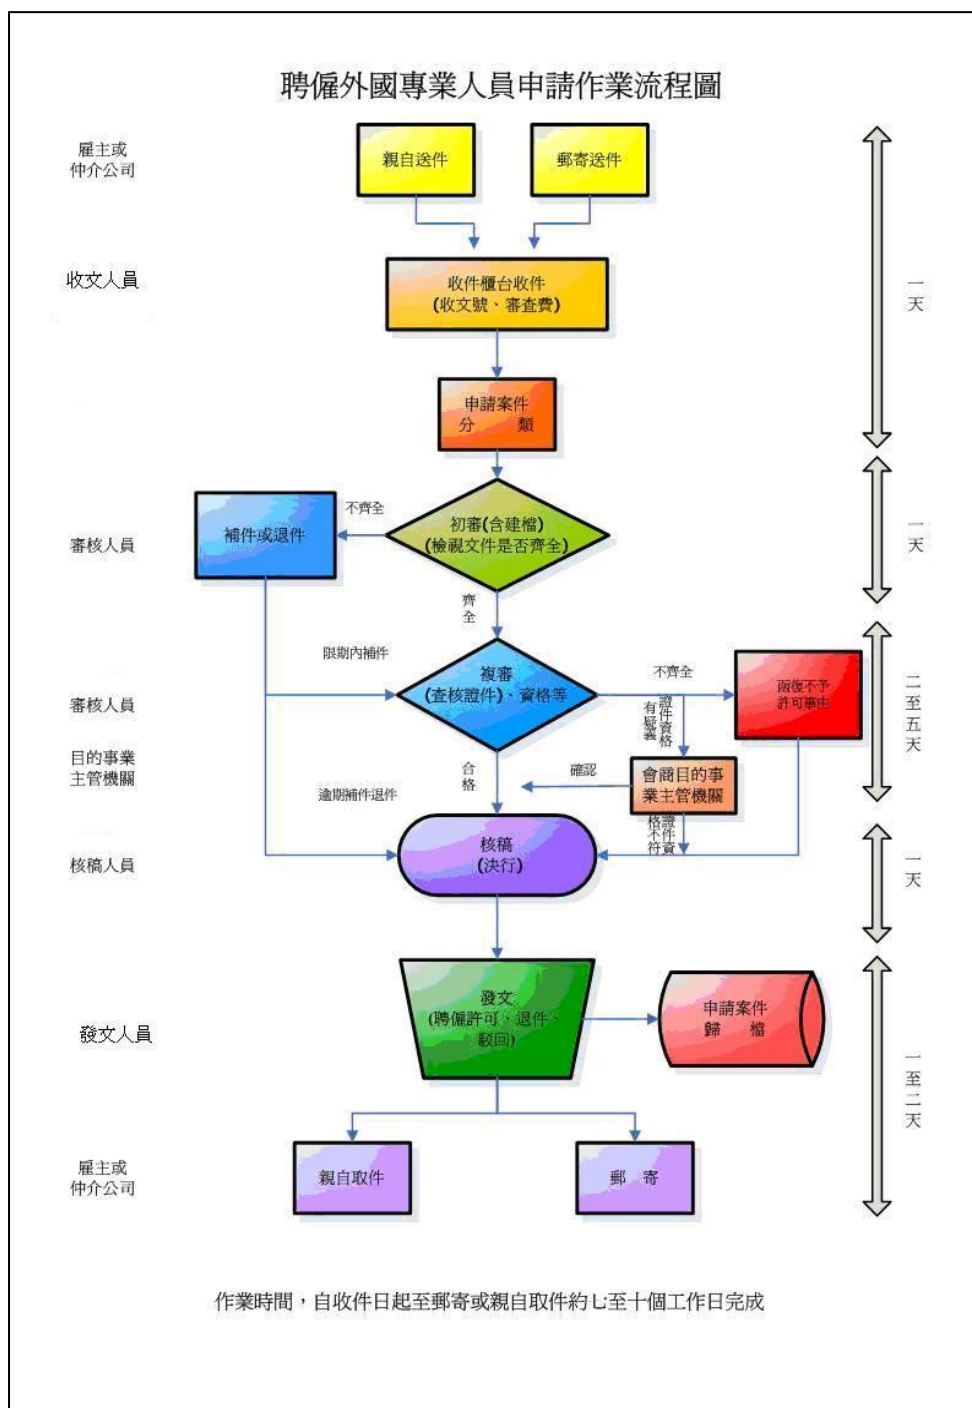 聘僱外國專業人員申請作業流程圖
雇主或
仲介公司
親自送件
郵寄送件
收文人員
收件櫃台收件
(收文號、審查費)
一天
申請案件
分 類
審核人員
補件或退件
不齊全
初審(含建檔)
(檢視文件是否齊全)
一天
齊全
限期內補件
審核人員
複審
(查核證件)、資格等
不齊全
函復不予
許可事由
證件資格
有疑義
二至五天
目的事業
主管機關
合格
確認
會商目的事
業主管機關
逾期補件退件
證件資
格不符
核稿人員
核稿
(決行)
一天
發文人員
發文
(聘僱許可、退件、
駁回)
申請案件
歸 檔
一至二天
雇主或
仲介公司
親自取件
郵 寄
作業時間，自收件日起至郵寄或親自取件約七至十個工作日完成